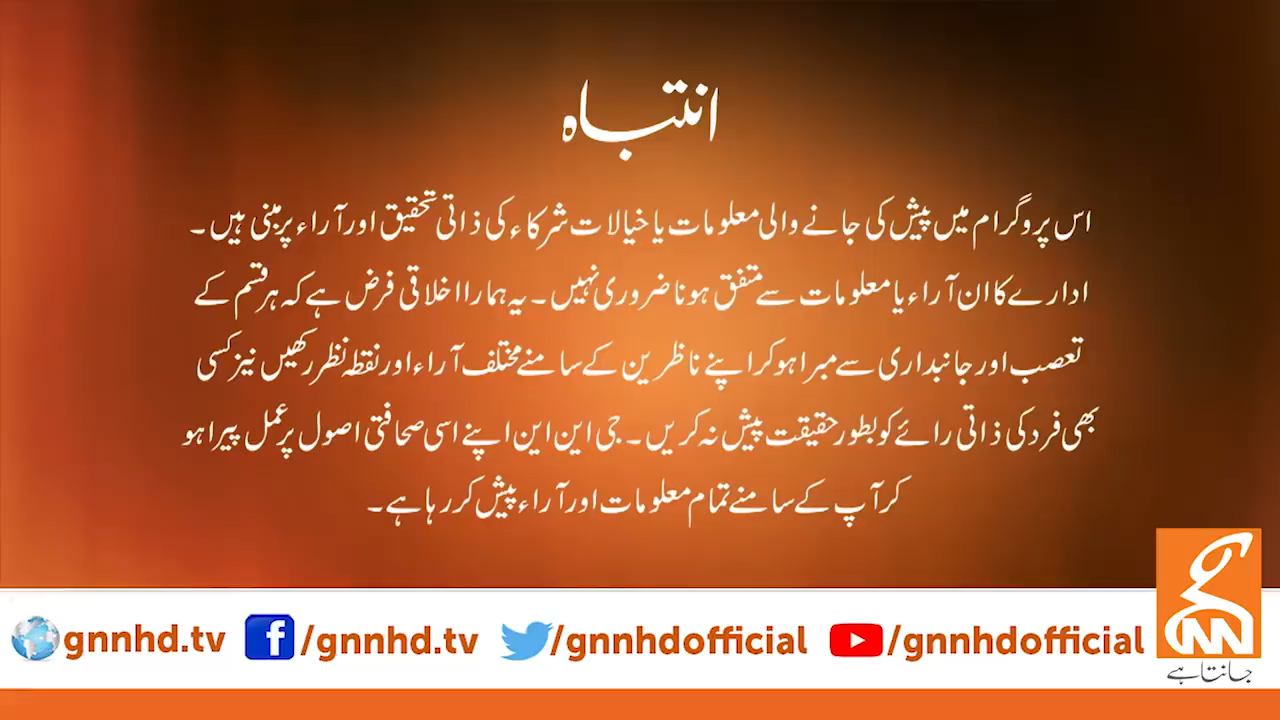 انتباہ
اس پروگرام میں پیش کی جانے والی معلومات یا خیالات شرکاء کی ذاتی تحقیق اور آراء پر مبنی ہیں۔
ادارے کا ان آراء یا معلومات سے متفق ہونا ضروری نہیں۔ یہ ہمارا اخلاقی فرض ہے کہ ہر قسم کے
تعصب اور جانبداری سے مبرا ہو کر اپنے ناظرین کے سامنے مختلف آراء اور نقطہ نظر رکھیں نیز کسی
بھی فرد کی ذاتی رائے کو بطور حقیقت پیش نہ کریں۔ جی این این اپنے اسی صحافتی اصول پر عمل پیرا ہو
کر آپ کے سامنے تمام معلومات اور آراء پیش کر رہا ہے۔
gnnhd.tv /gnnhd.tv /gnnhdofficial /gnnhdofficial
GNN
جانتا ہے